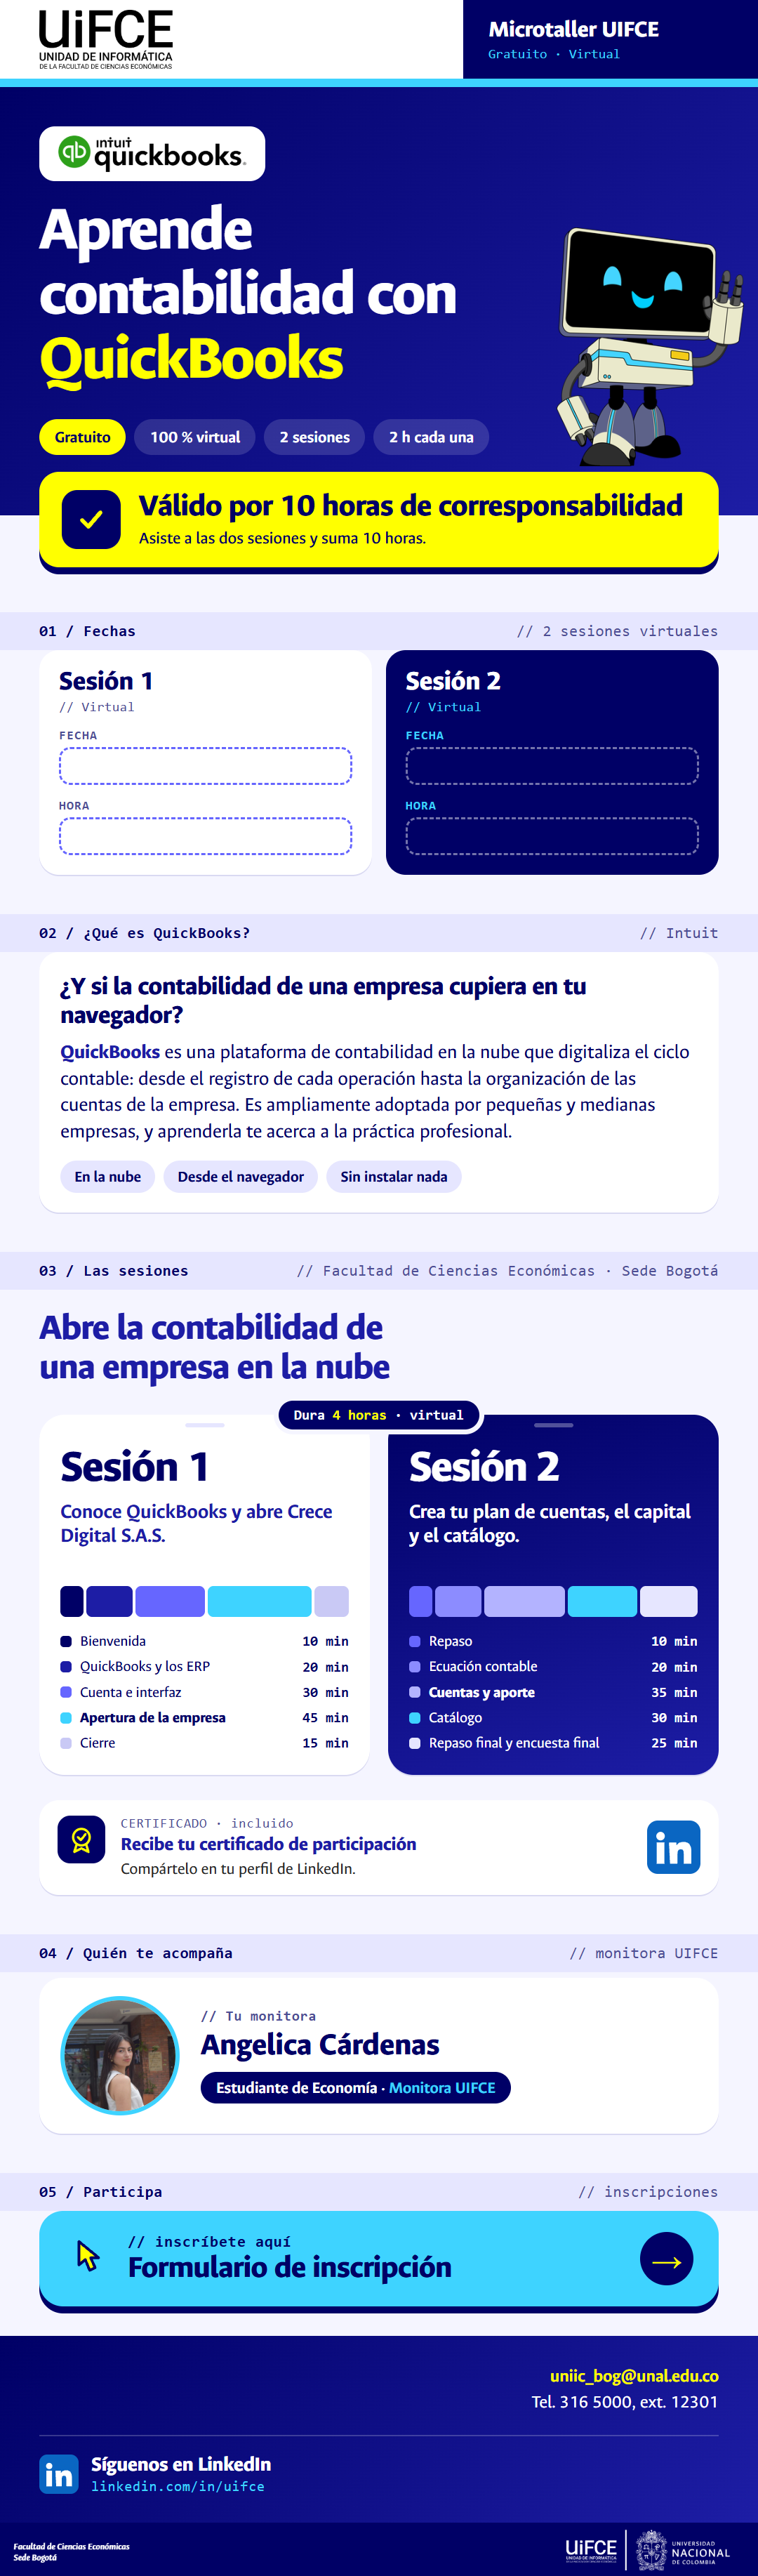 UiFCE
UNIDAD DE INFORMÁTICA
DE LA FACULTAD DE CIENCIAS ECONÓMICAS
Microtaller UIFCE
Gratuito · Virtual
intuit
qb quickbooks.
Aprende
contabilidad con
QuickBooks
Gratuito
100 % virtual
2 sesiones
2 h cada una
Válido por 10 horas de corresponsabilidad
Asiste a las dos sesiones y suma 10 horas.
01 / Fechas
// 2 sesiones virtuales
Sesión 1
// Virtual
FECHA
HORA
Sesión 2
// Virtual
FECHA
HORA
02 / ¿Qué es QuickBooks?
// Intuit
¿Y si la contabilidad de una empresa cupiera en tu
navegador?
QuickBooks es una plataforma de contabilidad en la nube que digitaliza el ciclo
contable: desde el registro de cada operación hasta la organización de las
cuentas de la empresa. Es ampliamente adoptada por pequeñas y medianas
empresas, y aprenderla te acerca a la práctica profesional.
En la nube
Desde el navegador
Sin instalar nada
03 / Las sesiones
// Facultad de Ciencias Económicas · Sede Bogotá
Abre la contabilidad de
una empresa en la nube
Dura 4 horas · virtual
Sesión 1
Conoce QuickBooks y abre Crece
Digital S.A.S.
Bienvenida 10 min
QuickBooks y los ERP 20 min
Cuenta e interfaz 30 min
Apertura de la empresa 45 min
Cierre 15 min
Sesión 2
Crea tu plan de cuentas, el capital
y el catálogo.
Repaso 10 min
Ecuación contable 20 min
Cuentas y aporte 35 min
Catálogo 30 min
Repaso final y encuesta final 25 min
CERTIFICADO · incluido
Recibe tu certificado de participación
Compártelo en tu perfil de LinkedIn.
in
04 / Quién te acompaña
// monitora UIFCE
// Tu monitora
Angelica Cárdenas
Estudiante de Economía · Monitora UIFCE
05 / Participa
// inscripciones
// inscríbete aquí
Formulario de inscripción
→
uniic_bog@unal.edu.co
Tel. 316 5000, ext. 12301
in
Síguenos en LinkedIn
linkedin.com/in/uifce
Facultad de Ciencias Económicas
Sede Bogotá
UiFCE
UNIDAD DE INFORMÁTICA
UNIVERSIDAD
NACIONAL
DE COLOMBIA